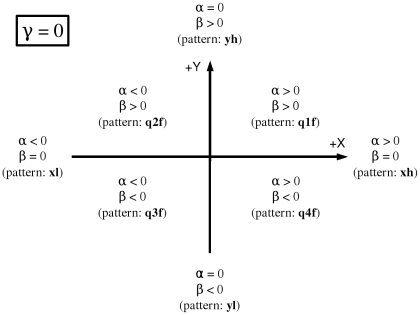 γ = 0
α = 0
β > 0
(pattern: yh)
+Y
α < 0
β > 0
(pattern: q2f)
α > 0
β > 0
(pattern: q1f)
+X
α < 0
β = 0
(pattern: xl)
α > 0
β = 0
(pattern: xh)
α < 0
β < 0
(pattern: q3f)
α > 0
β < 0
(pattern: q4f)
α = 0
β < 0
(pattern: yl)